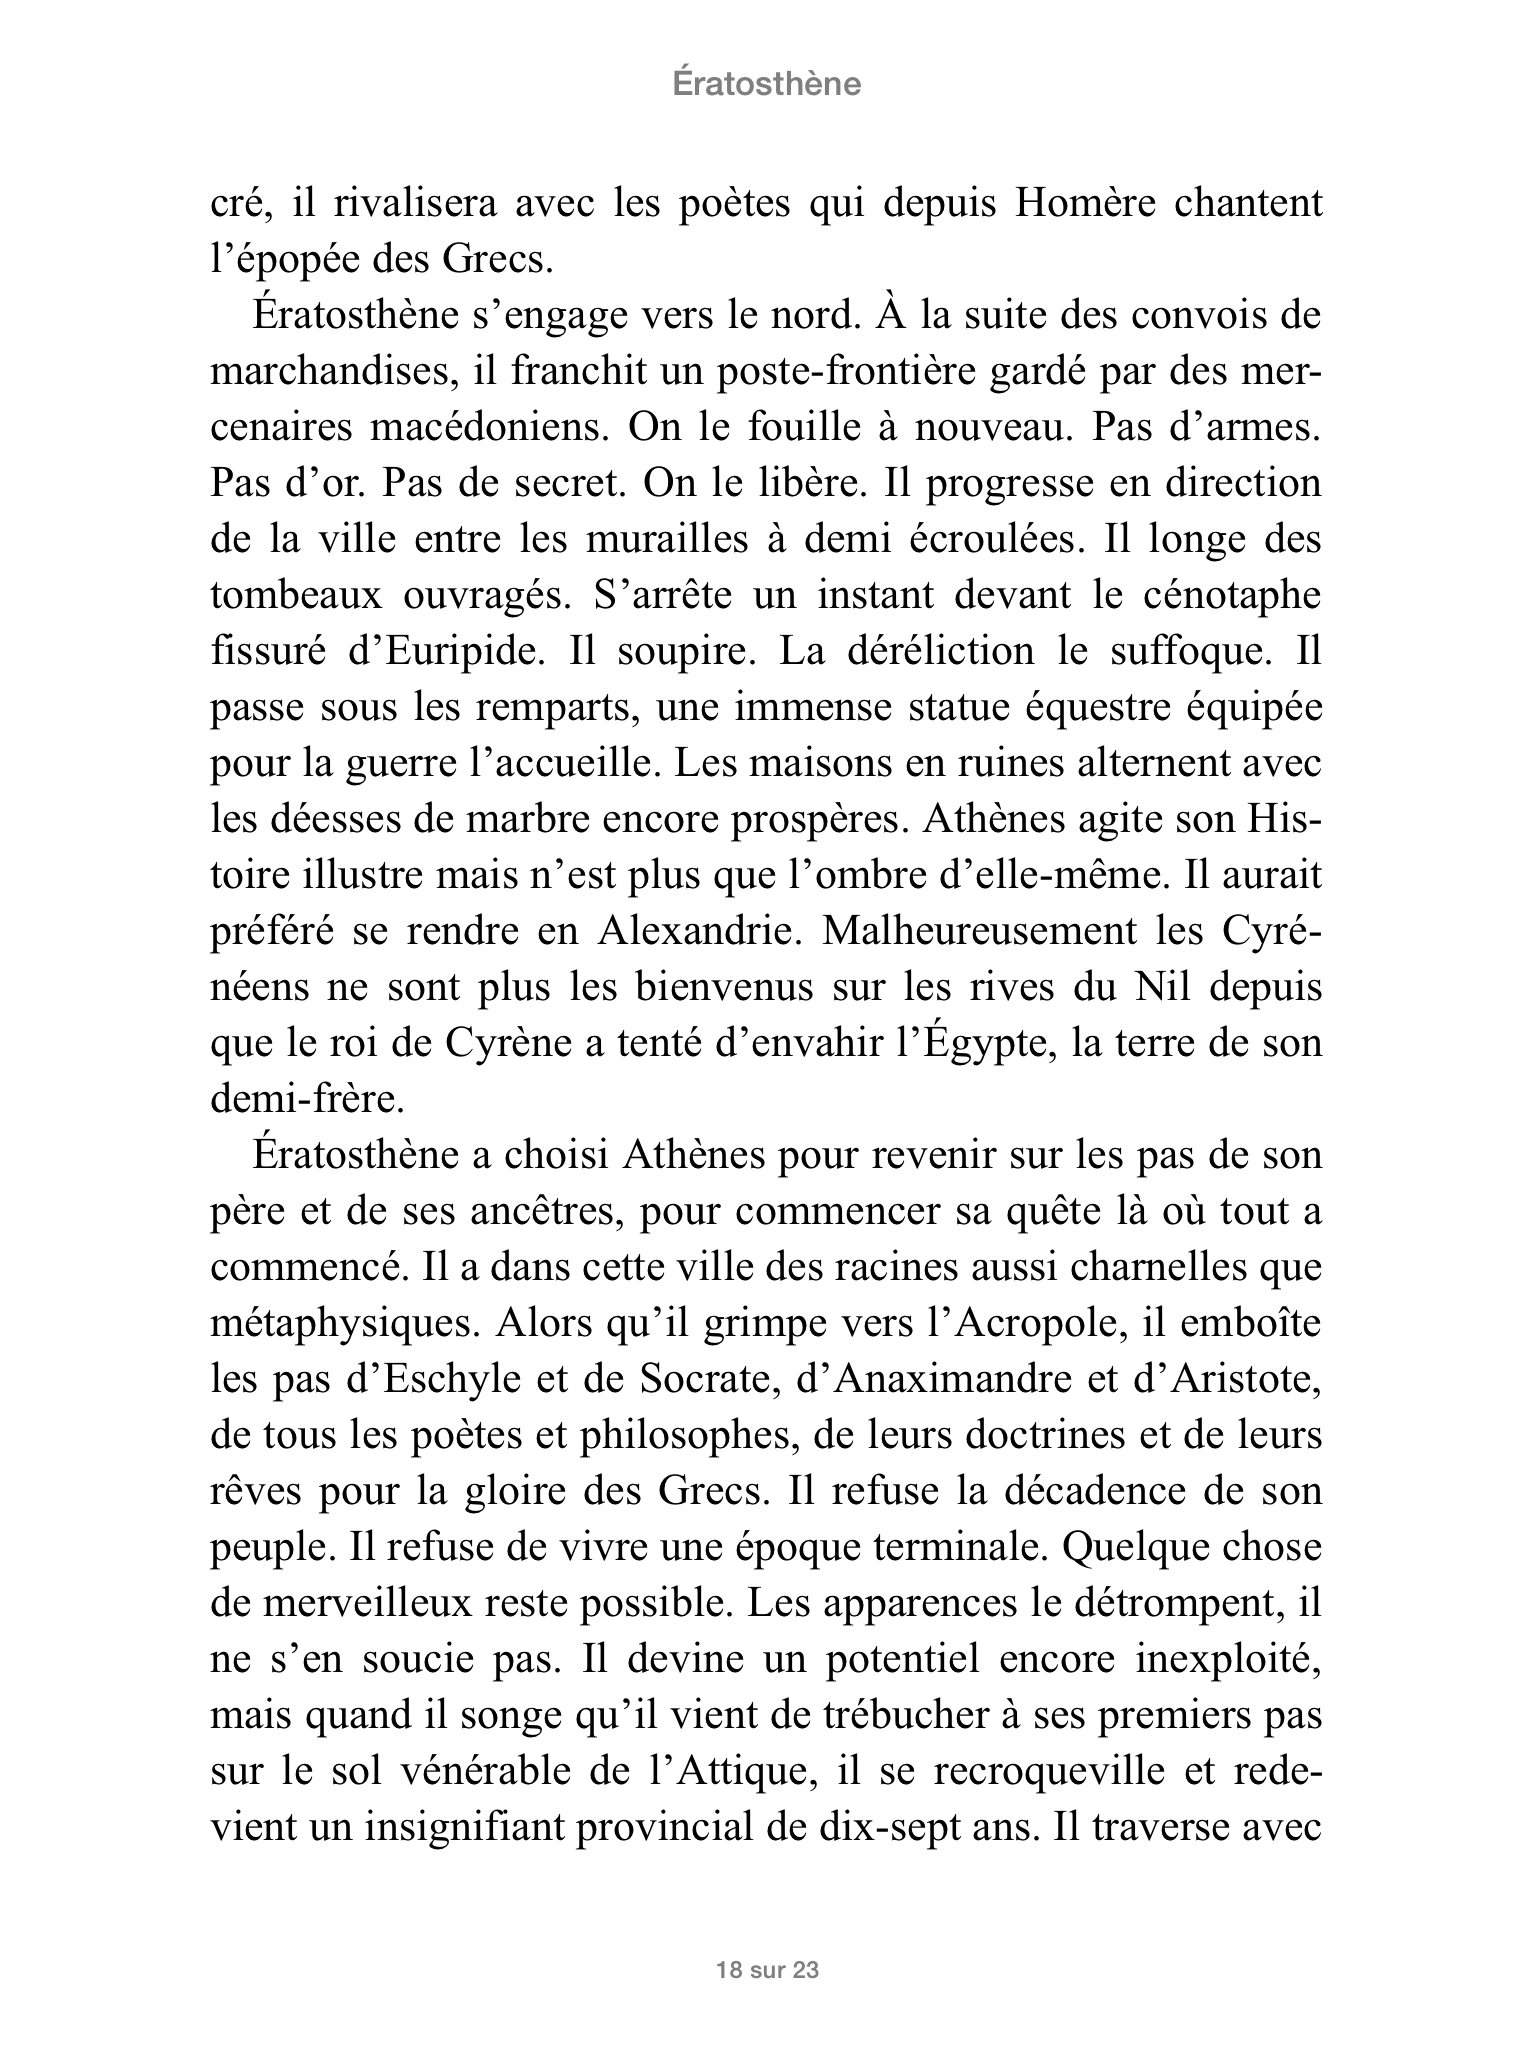 Ératosthène
cré, il rivalisera avec les poètes qui depuis Homère chantent
l’épopée des Grecs.
Ératosthène s’engage vers le nord. À la suite des convois de
marchandises, il franchit un poste-frontière gardé par des mer-
cenaires macédoniens. On le fouille à nouveau. Pas d’armes.
Pas d’or. Pas de secret. On le libère. Il progresse en direction
de la ville entre les murailles à demi écroulées. Il longe des
tombeaux ouvragés. S’arrête un instant devant le cénotaphe
fissuré d’Euripide. Il soupire. La déréliction le suffoque. Il
passe sous les remparts, une immense statue équestre équipée
pour la guerre l’accueille. Les maisons en ruines alternent avec
les déesses de marbre encore prospères. Athènes agite son His-
toire illustre mais n’est plus que l’ombre d’elle-même. Il aurait
préféré se rendre en Alexandrie. Malheureusement les Cyré-
néens ne sont plus les bienvenus sur les rives du Nil depuis
que le roi de Cyrène a tenté d’envahir l’Égypte, la terre de son
demi-frère.
Ératosthène a choisi Athènes pour revenir sur les pas de son
père et de ses ancêtres, pour commencer sa quête là où tout a
commencé. Il a dans cette ville des racines aussi charnelles que
métaphysiques. Alors qu’il grimpe vers l’Acropole, il emboîte
les pas d’Eschyle et de Socrate, d’Anaximandre et d’Aristote,
de tous les poètes et philosophes, de leurs doctrines et de leurs
rêves pour la gloire des Grecs. Il refuse la décadence de son
peuple. Il refuse de vivre une époque terminale. Quelque chose
de merveilleux reste possible. Les apparences le détrompent, il
ne s’en soucie pas. Il devine un potentiel encore inexploité,
mais quand il songe qu’il vient de trébucher à ses premiers pas
sur le sol vénérable de l’Attique, il se recroqueville et rede-
vient un insignifiant provincial de dix-sept ans. Il traverse avec
18 sur 23